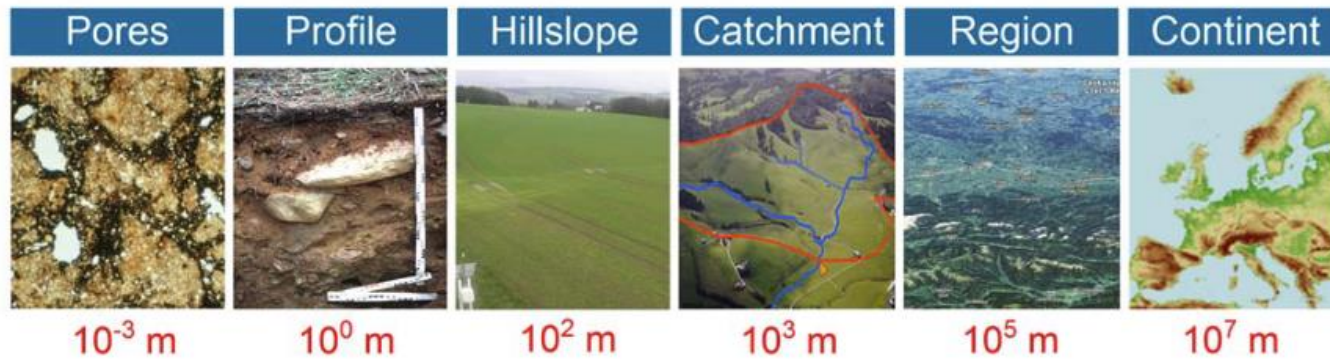 Pores
Profile
Hillslope
Catchment
Region
Continent
10⁻³ m
10⁰ m
10² m
10³ m
10⁵ m
10⁷ m